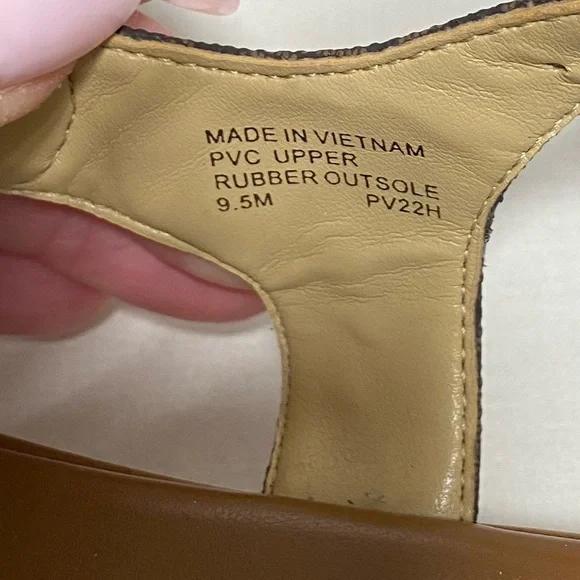 MADE IN VIETNAM
PVC UPPER
RUBBER OUTSOLE
9.5M PV22H